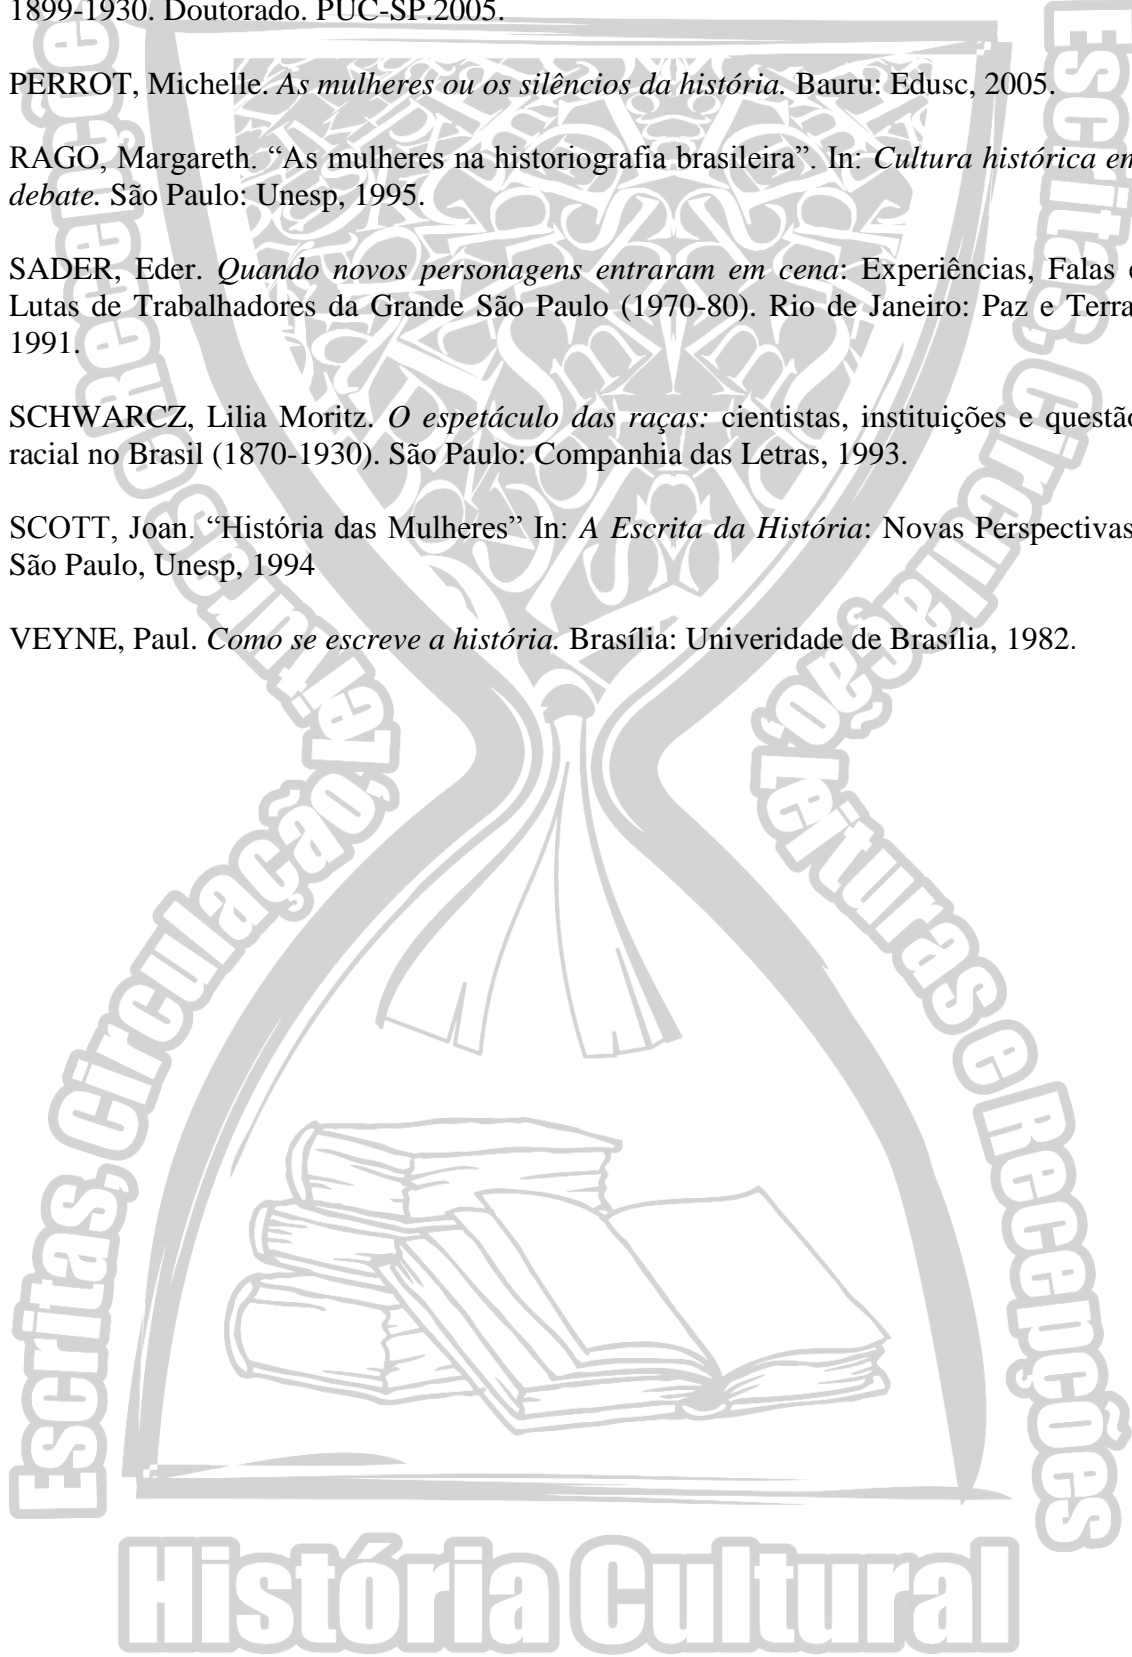 1899-1930. Doutorado. PUC-SP.2005.
PERROT, Michelle. As mulheres ou os silêncios da história. Bauru: Edusc, 2005.
RAGO, Margareth. “As mulheres na historiografia brasileira”. In: Cultura histórica em
debate. São Paulo: Unesp, 1995.
SADER, Eder. Quando novos personagens entraram em cena: Experiências, Falas e
Lutas de Trabalhadores da Grande São Paulo (1970-80). Rio de Janeiro: Paz e Terra,
1991.
SCHWARCZ, Lilia Moritz. O espetáculo das raças: cientistas, instituições e questão
racial no Brasil (1870-1930). São Paulo: Companhia das Letras, 1993.
SCOTT, Joan. “História das Mulheres” In: A Escrita da História: Novas Perspectivas.
São Paulo, Unesp, 1994
VEYNE, Paul. Como se escreve a história. Brasília: Univeridade de Brasília, 1982.
Escritas, Circulação, Leituras e Recepções
Escritas, Circulação, Leituras e Recepções
História Cultural